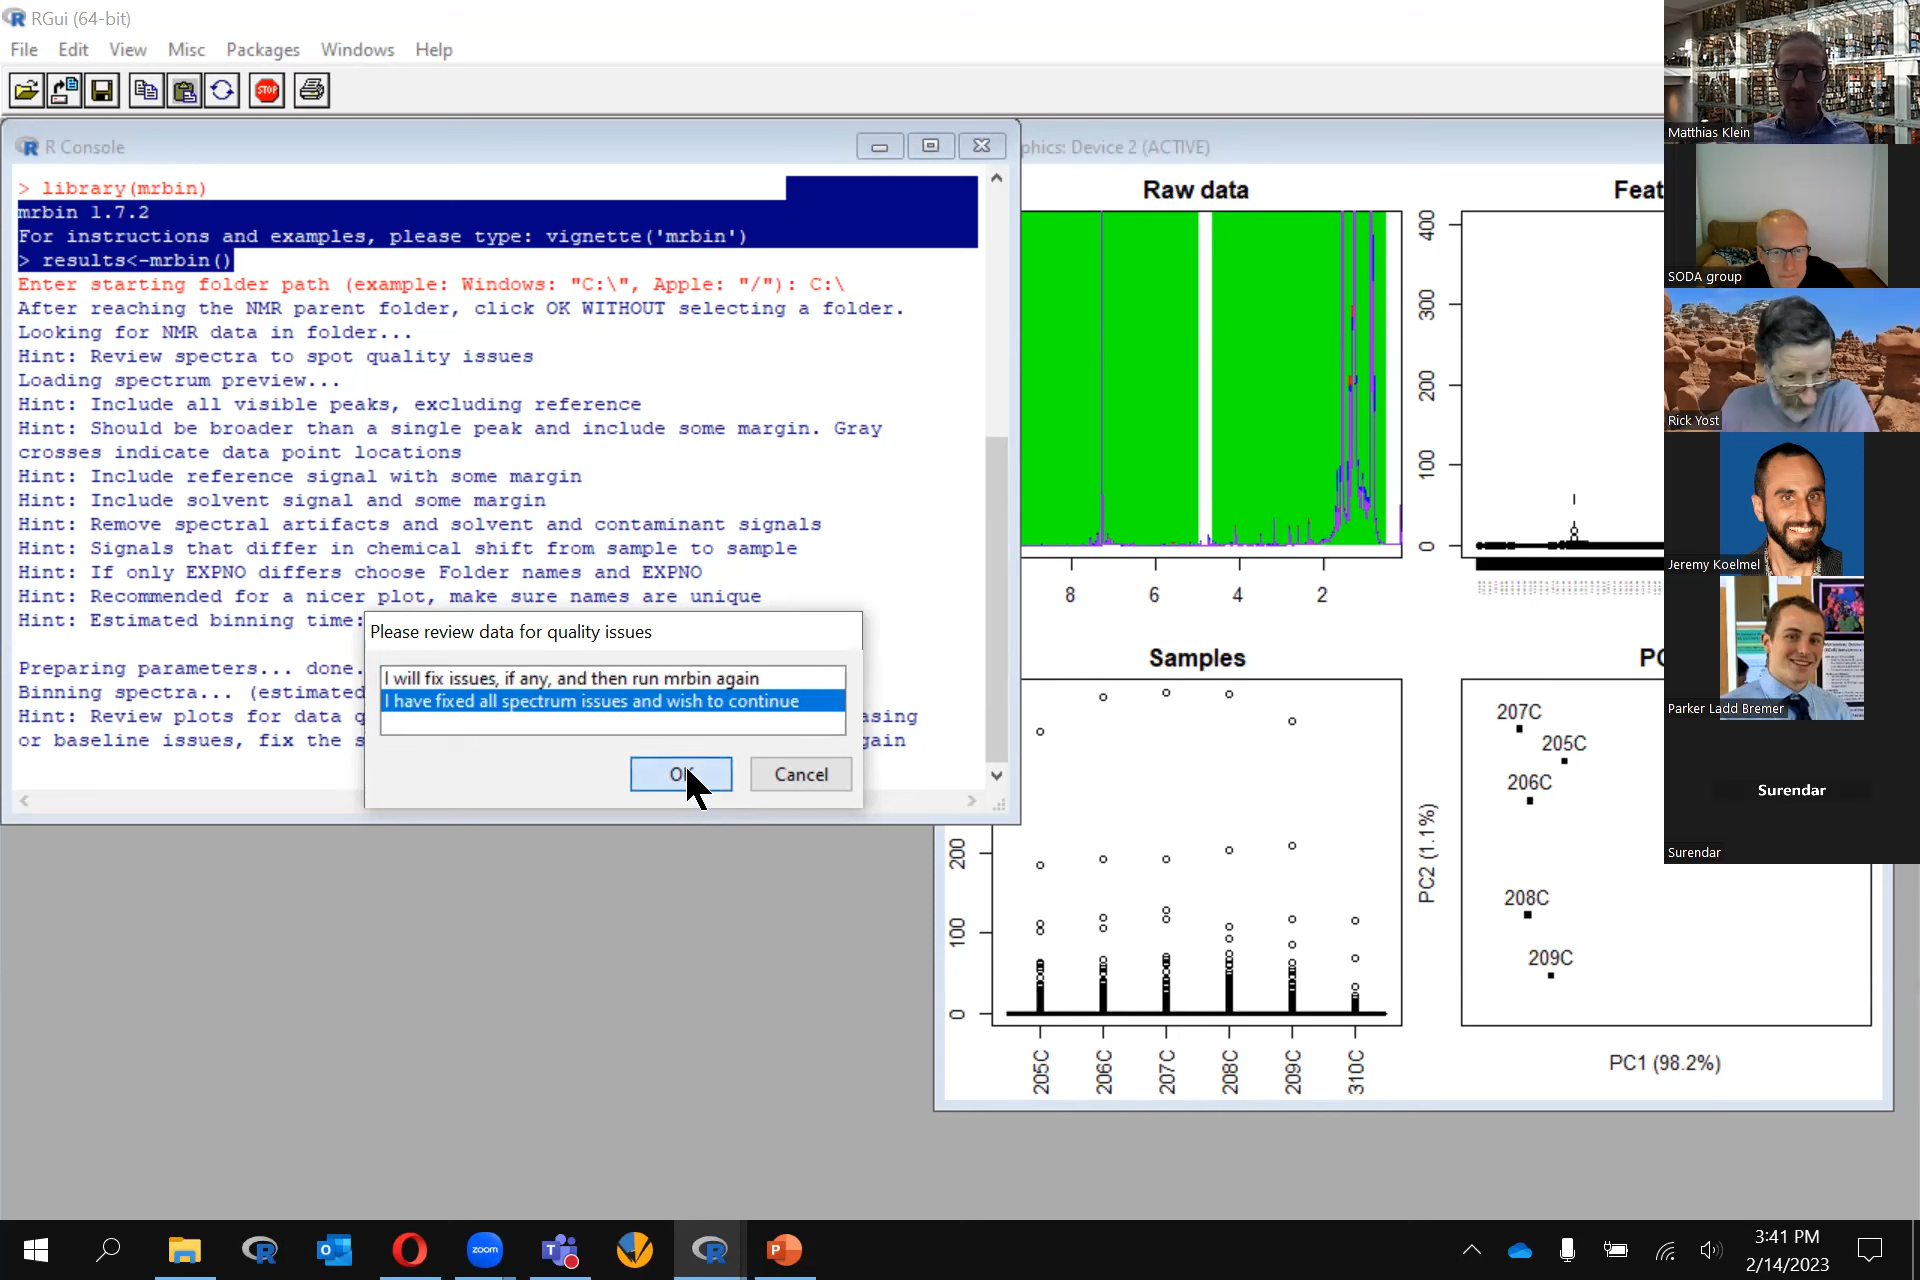 RGui (64-bit)
File Edit View Misc Packages Windows Help
STOP
R Console
> library(mrbin)
mrbin 1.7.2
For instructions and examples, please type: vignette('mrbin')
> results<-mrbin()
Enter starting folder path (example: Windows: "C:\", Apple: "/"): C:\
After reaching the NMR parent folder, click OK WITHOUT selecting a folder.
Looking for NMR data in folder...
Hint: Review spectra to spot quality issues
Loading spectrum preview...
Hint: Include all visible peaks, excluding reference
Hint: Should be broader than a single peak and include some margin. Gray
crosses indicate data point locations
Hint: Include reference signal with some margin
Hint: Include solvent signal and some margin
Hint: Remove spectral artifacts and solvent and contaminant signals
Hint: Signals that differ in chemical shift from sample to sample
Hint: If only EXPNO differs choose Folder names and EXPNO
Hint: Recommended for a nicer plot, make sure names are unique
Hint: Estimated binning time:
Preparing parameters... done.
Binning spectra... (estimated
Hint: Review plots for data q
asing
or baseline issues, fix the s
gain
Please review data for quality issues
I will fix issues, if any, and then run mrbin again
I have fixed all spectrum issues and wish to continue
OK
Cancel
phics: Device 2 (ACTIVE)
Raw data
8 6 4 2
Feat
400
300
200
100
0
Samples
200
100
0
205C 206C 207C 208C 209C 310C
PC
207C
205C
206C
208C
209C
PC2 (1.1%)
PC1 (98.2%)
Matthias Klein
SODA group
Rick Yost
Jeremy Koelmel
Parker Ladd Bremer
Surendar
Surendar
zoom
3:41 PM
2/14/2023